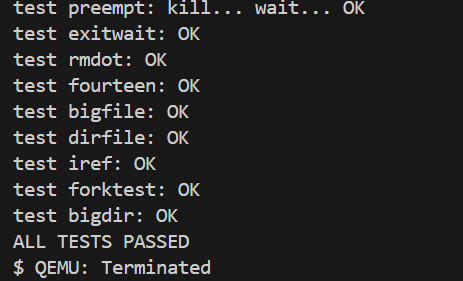 test preempt: kill... wait... OK
test exitwait: OK
test rmdot: OK
test fourteen: OK
test bigfile: OK
test dirfile: OK
test iref: OK
test forktest: OK
test bigdir: OK
ALL TESTS PASSED
$ QEMU: Terminated